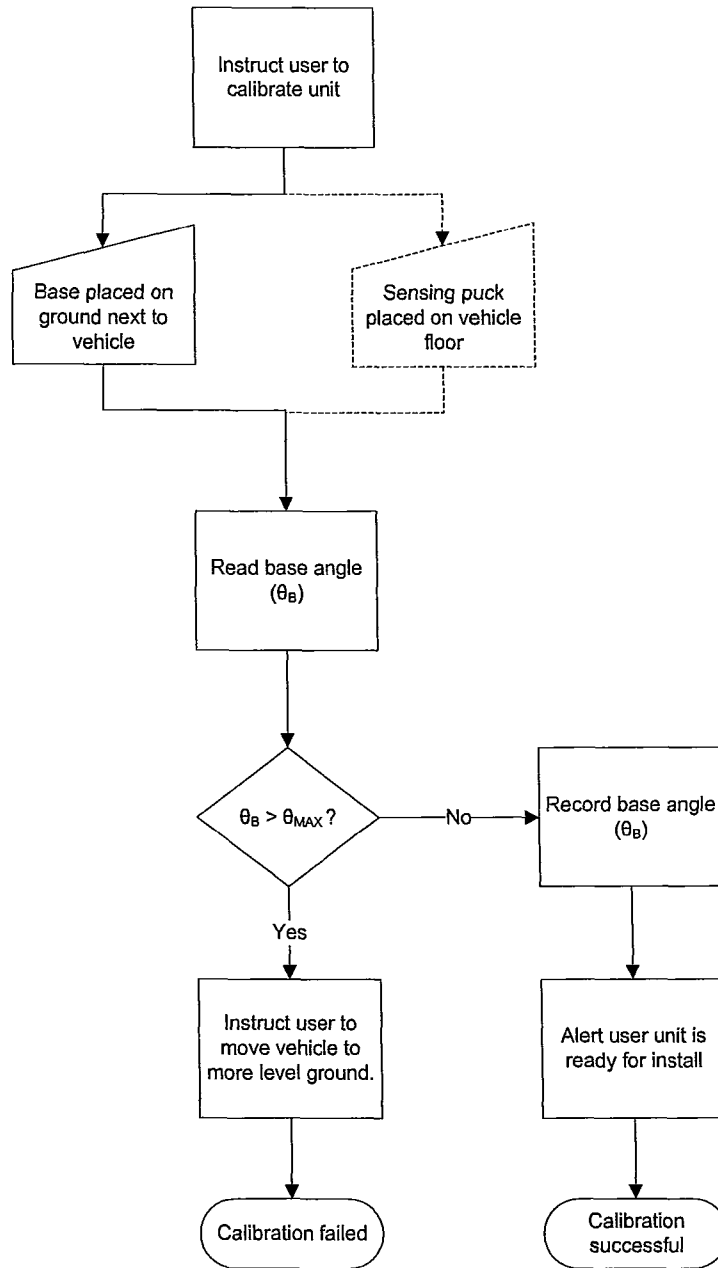 Instruct user to
calibrate unit
Base placed on
ground next to
vehicle
Sensing puck
placed on vehicle
floor
Read base angle
(θB)
θB > θMAX ?
No
Record base angle
(θB)
Yes
Instruct user to
move vehicle to
more level ground.
Alert user unit is
ready for install
Calibration failed
Calibration
successful